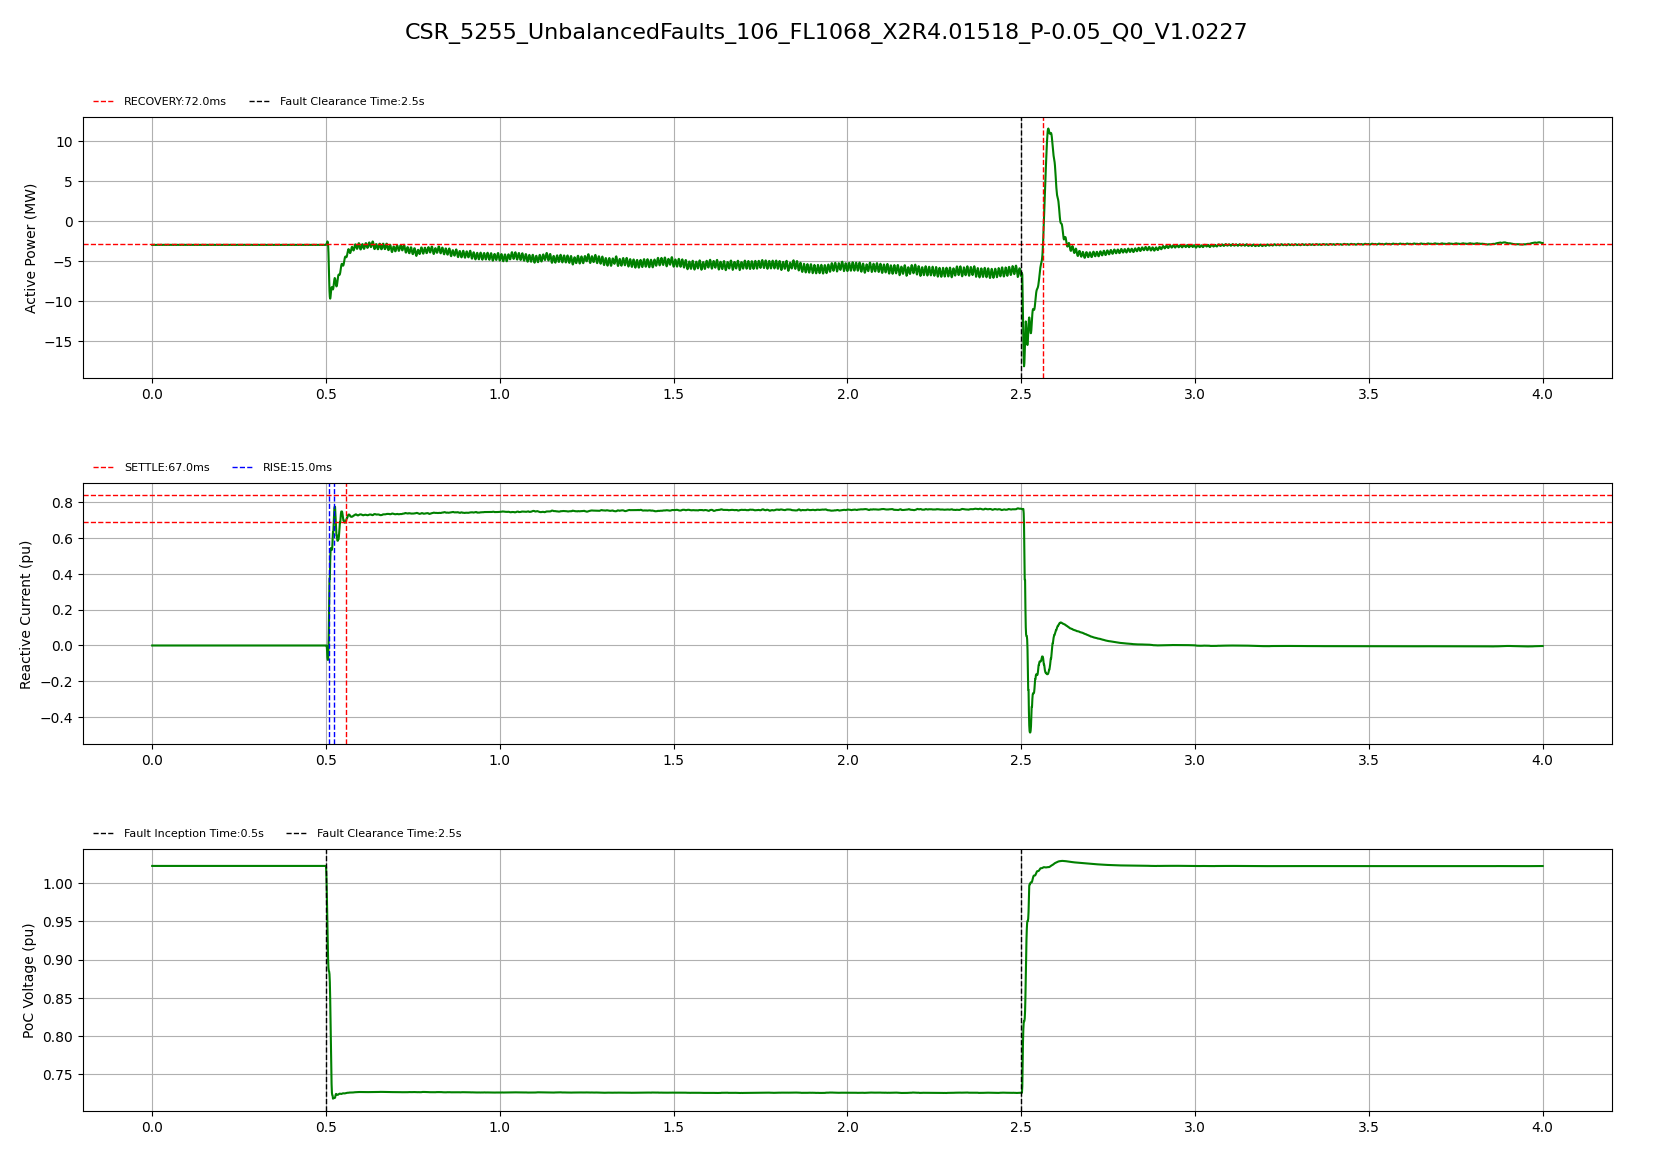 CSR_5255_UnbalancedFaults_106_FL1068_X2R4.01518_P-0.05_Q0_V1.0227
RECOVERY:72.0ms Fault Clearance Time:2.5s
Active Power (MW)
10
5
0
−5
−10
−15
0.0 0.5 1.0 1.5 2.0 2.5 3.0 3.5 4.0
SETTLE:67.0ms RISE:15.0ms
Reactive Current (pu)
0.8
0.6
0.4
0.2
0.0
−0.2
−0.4
0.0 0.5 1.0 1.5 2.0 2.5 3.0 3.5 4.0
Fault Inception Time:0.5s Fault Clearance Time:2.5s
PoC Voltage (pu)
1.00
0.95
0.90
0.85
0.80
0.75
0.0 0.5 1.0 1.5 2.0 2.5 3.0 3.5 4.0